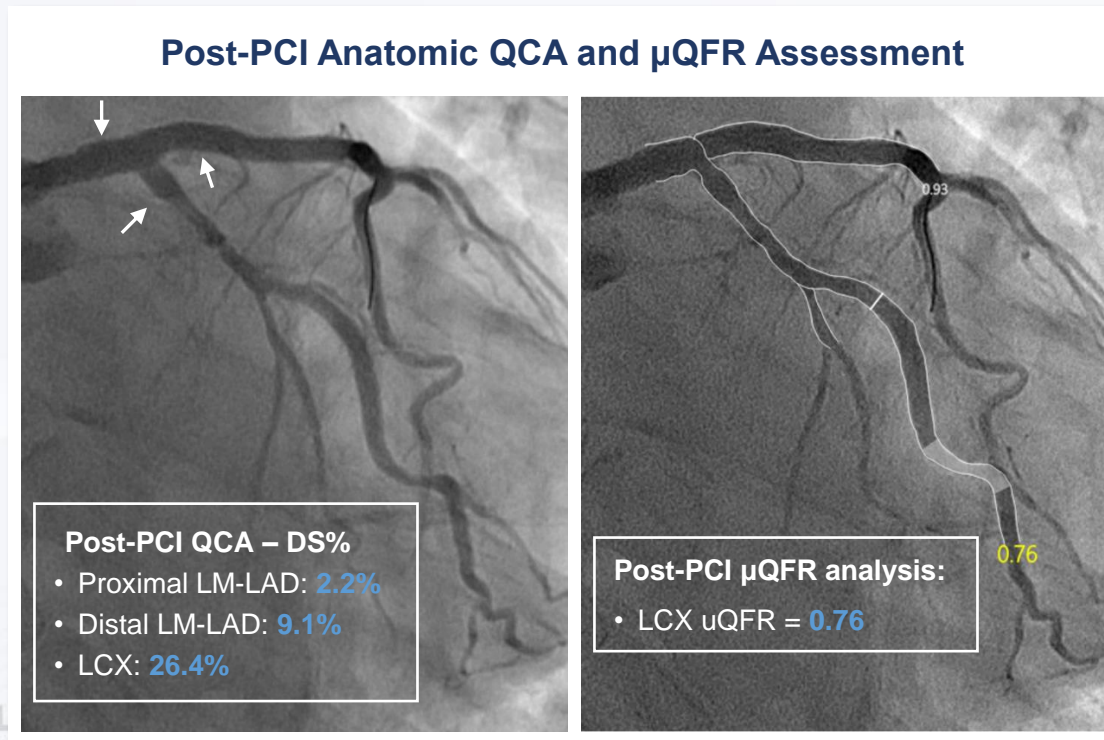 Post-PCI Anatomic QCA and µQFR Assessment
Post-PCI QCA – DS%
• Proximal LM-LAD: 2.2%
• Distal LM-LAD: 9.1%
• LCX: 26.4%
0.93
0.76
Post-PCI µQFR analysis:
• LCX uQFR = 0.76